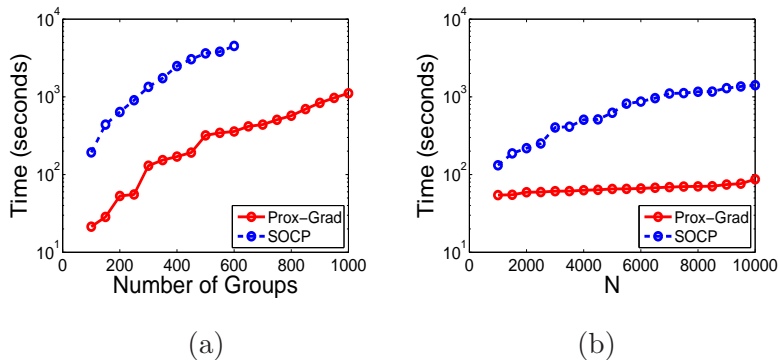 10^4
10^3
10^2
10^1
Time (seconds)
0 200 400 600 800 1000
Number of Groups
Prox-Grad
SOCP
(a)
10^4
10^3
10^2
10^1
Time (seconds)
0 2000 4000 6000 8000 10000
N
Prox-Grad
SOCP
(b)